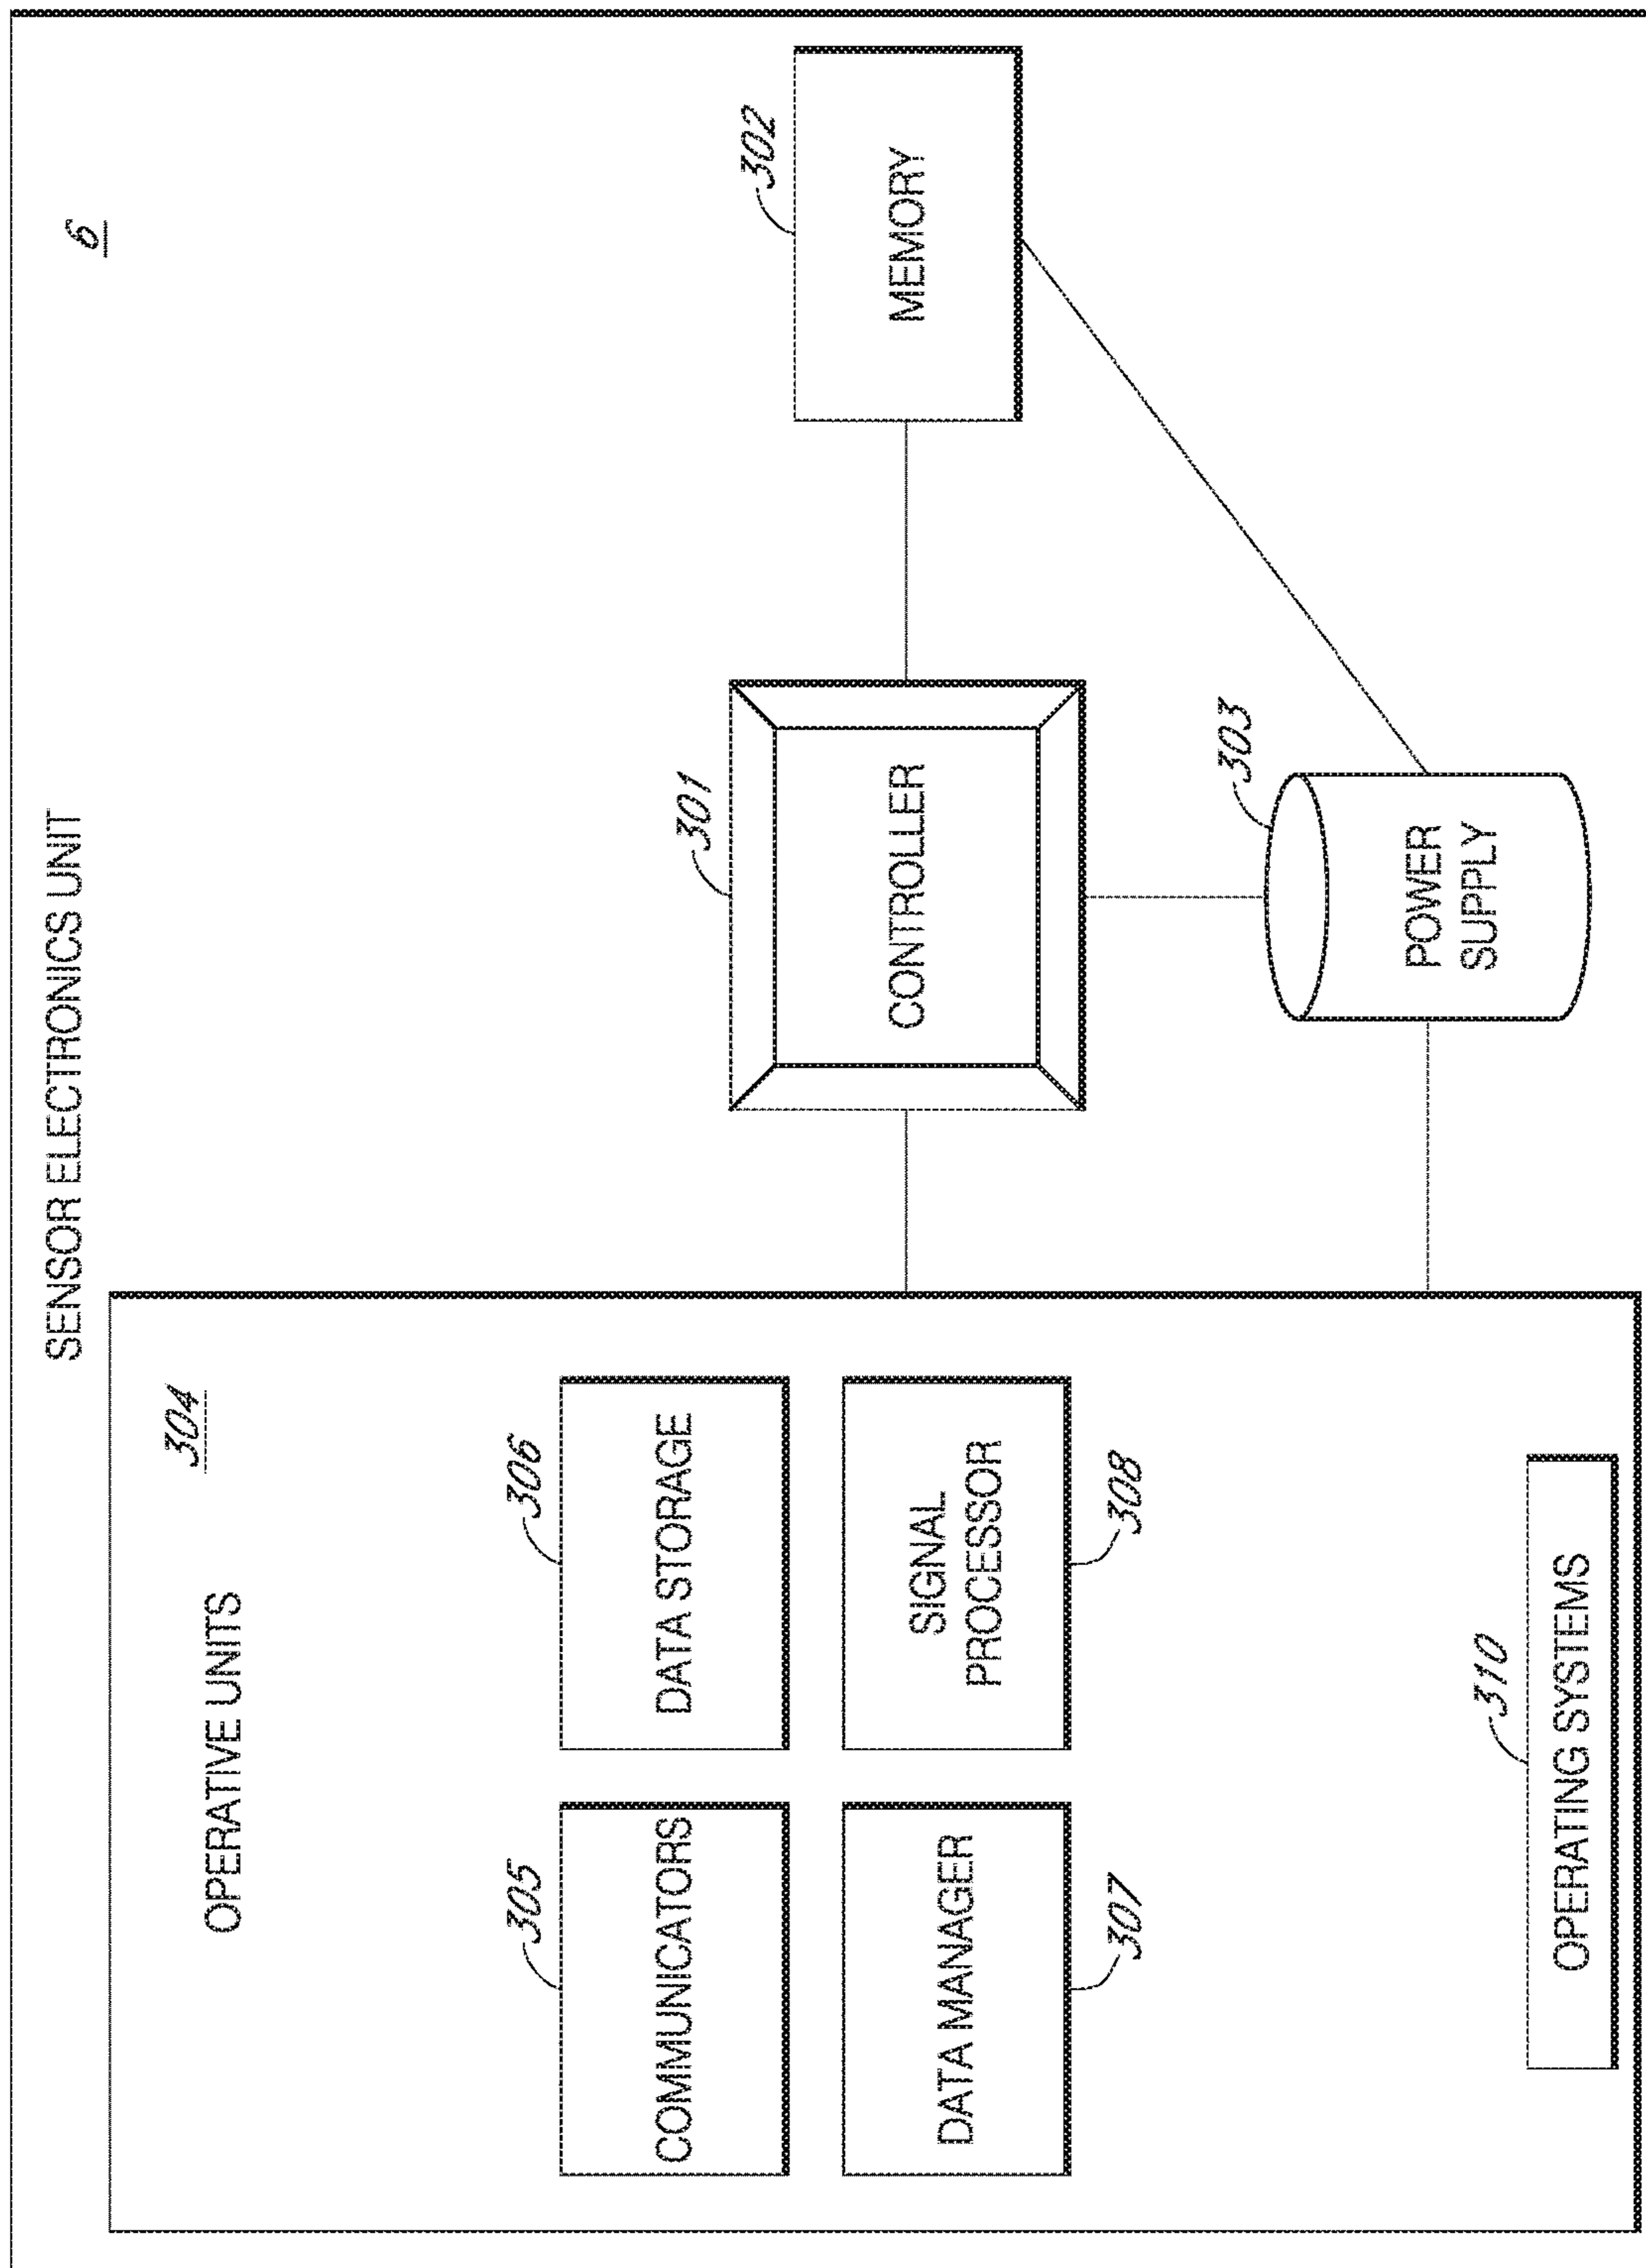 SENSOR ELECTRONICS UNIT
6
OPERATIVE UNITS
304
305
COMMUNICATORS
306
DATA STORAGE
DATA MANAGER
307
SIGNAL
PROCESSOR
308
310
OPERATING SYSTEMS
301
CONTROLLER
302
MEMORY
303
POWER
SUPPLY